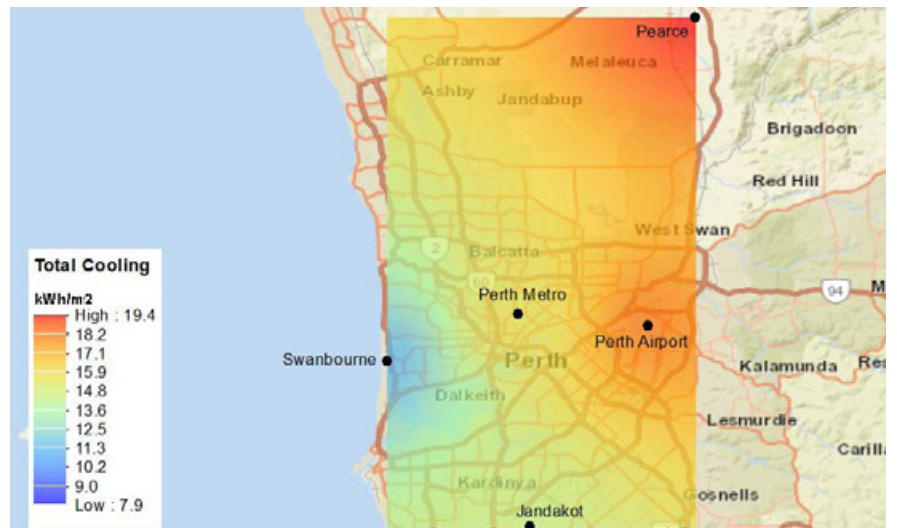 Pearce
Carramar
Melaleuca
Ashby
Jandabup
Brigadoon
Red Hill
West Swan
2
Balcatta
Total Cooling
kWh/m2
High : 19.4
18.2
17.1
15.9
14.8
13.6
12.5
11.3
10.2
9.0
Low : 7.9
60
94
M
Perth Metro
Perth Airport
Swanbourne
Perth
Kalamunda
Res
Dalkeith
Lesmurdie
Carilla
Kardinya
Gosnells
Jandakot